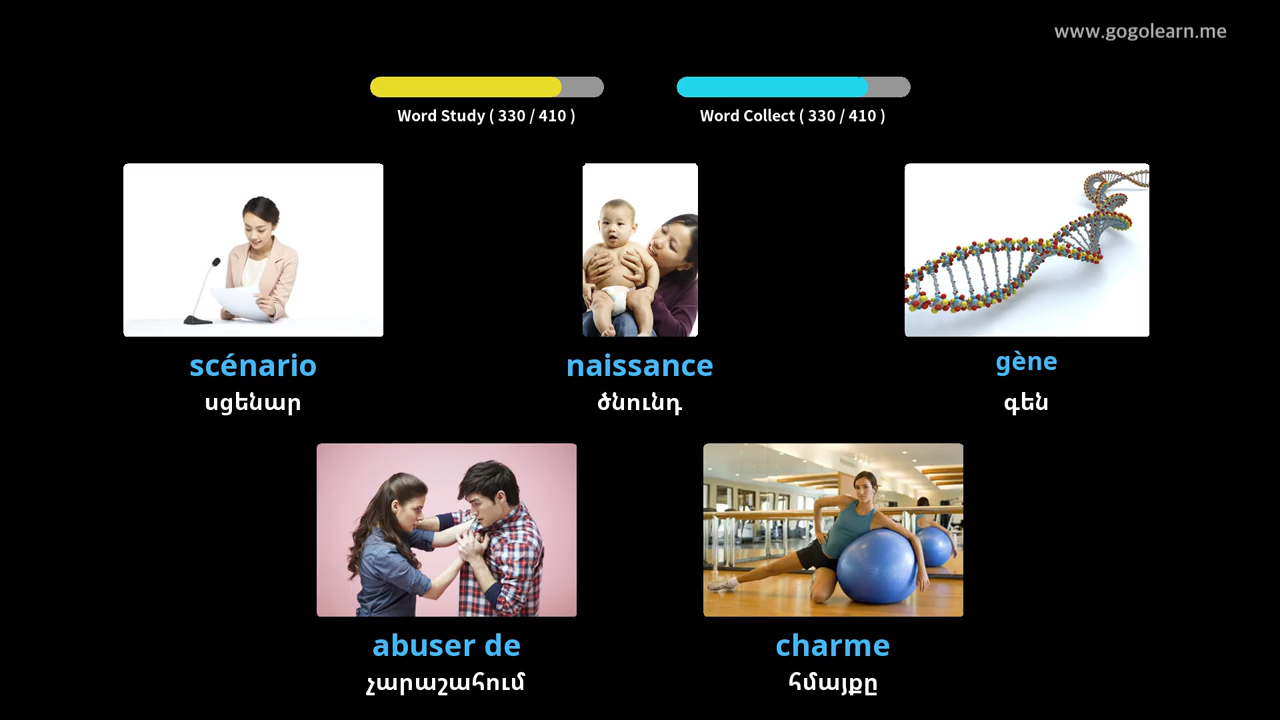 www.gogolearn.me
Word Study ( 330 / 410 )
Word Collect ( 330 / 410 )
scénario
սցենար
naissance
ծնունդ
gène
գեն
abuser de
չարաշահում
charme
հմայքը